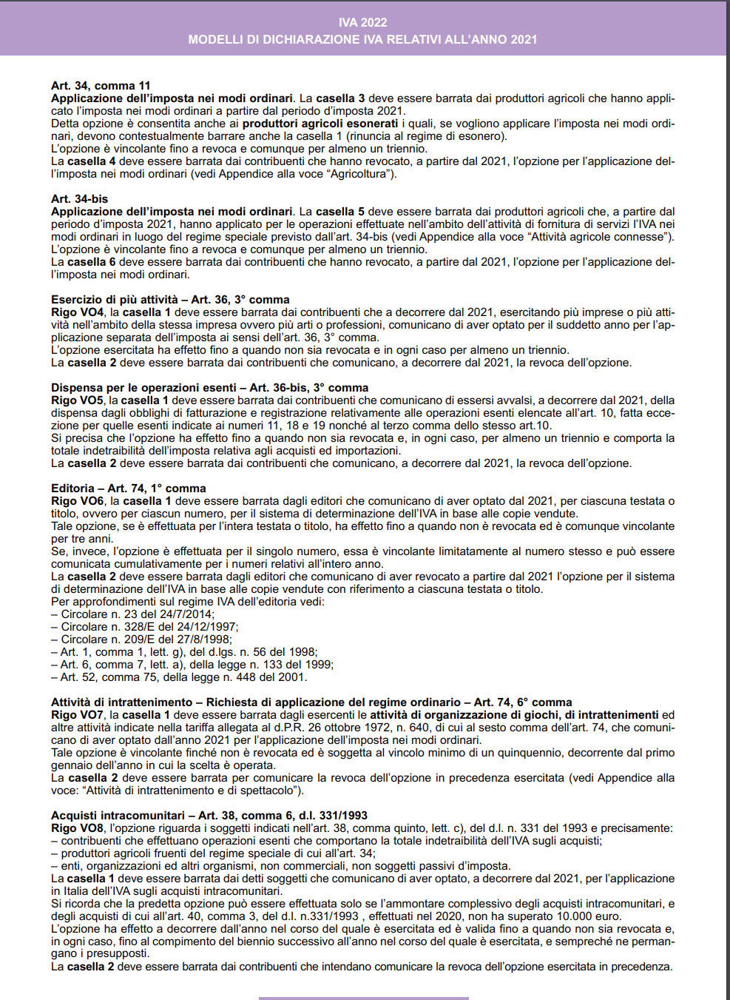 IVA 2022
MODELLI DI DICHIARAZIONE IVA RELATIVI ALL'ANNO 2021
Art. 34, comma 11
Applicazione dell'imposta nei modi ordinari. La casella 3 deve essere barrata dai produttori agricoli che hanno appli-
cato l'imposta nei modi ordinari a partire dal periodo d'imposta 2021.
Detta opzione è consentita anche ai produttori agricoli esonerati i quali, se vogliono applicare l'imposta nei modi ordi-
nari, devono contestualmente barrare anche la casella 1 (rinuncia al regime di esonero).
L'opzione è vincolante fino a revoca e comunque per almeno un triennio.
La casella 4 deve essere barrata dai contribuenti che hanno revocato, a partire dal 2021, l'opzione per l'applicazione del-
l'imposta nei modi ordinari (vedi Appendice alla voce “Agricoltura”).
Art. 34-bis
Applicazione dell'imposta nei modi ordinari. La casella 5 deve essere barrata dai produttori agricoli che, a partire dal
periodo d'imposta 2021, hanno applicato per le operazioni effettuate nell'ambito dell'attività di fornitura di servizi l'IVA nei
modi ordinari in luogo del regime speciale previsto dall'art. 34-bis (vedi Appendice alla voce “Attività agricole connesse”).
L'opzione è vincolante fino a revoca e comunque per almeno un triennio.
La casella 6 deve essere barrata dai contribuenti che hanno revocato, a partire dal 2021, l'opzione per l'applicazione del-
l'imposta nei modi ordinari.
Esercizio di più attività – Art. 36, 3° comma
Rigo VO4, la casella 1 deve essere barrata dai contribuenti che a decorrere dal 2021, esercitando più imprese o più atti-
vità nell'ambito della stessa impresa ovvero più arti o professioni, comunicano di aver optato per il suddetto anno per l'ap-
plicazione separata dell'imposta ai sensi dell'art. 36, 3° comma.
L'opzione esercitata ha effetto fino a quando non sia revocata e in ogni caso per almeno un triennio.
La casella 2 deve essere barrata dai contribuenti che comunicano, a decorrere dal 2021, la revoca dell'opzione.
Dispensa per le operazioni esenti – Art. 36-bis, 3° comma
Rigo VO5, la casella 1 deve essere barrata dai contribuenti che comunicano di essersi avvalsi, a decorrere dal 2021, della
dispensa dagli obblighi di fatturazione e registrazione relativamente alle operazioni esenti elencate all'art. 10, fatta ecce-
zione per quelle esenti indicate ai numeri 11, 18 e 19 nonché al terzo comma dello stesso art.10.
Si precisa che l'opzione ha effetto fino a quando non sia revocata e, in ogni caso, per almeno un triennio e comporta la
totale indetraibilità dell'imposta relativa agli acquisti ed importazioni.
La casella 2 deve essere barrata dai contribuenti che comunicano, a decorrere dal 2021, la revoca dell'opzione.
Editoria – Art. 74, 1° comma
Rigo VO6, la casella 1 deve essere barrata dagli editori che comunicano di aver optato dal 2021, per ciascuna testata o
titolo, ovvero per ciascun numero, per il sistema di determinazione dell'IVA in base alle copie vendute.
Tale opzione, se è effettuata per l'intera testata o titolo, ha effetto fino a quando non è revocata ed è comunque vincolante
per tre anni.
Se, invece, l'opzione è effettuata per il singolo numero, essa è vincolante limitatamente al numero stesso e può essere
comunicata cumulativamente per i numeri relativi all'intero anno.
La casella 2 deve essere barrata dagli editori che comunicano di aver revocato a partire dal 2021 l'opzione per il sistema
di determinazione dell'IVA in base alle copie vendute con riferimento a ciascuna testata o titolo.
Per approfondimenti sul regime IVA dell'editoria vedi:
– Circolare n. 23 del 24/7/2014;
– Circolare n. 328/E del 24/12/1997;
– Circolare n. 209/E del 27/8/1998;
– Art. 1, comma 1, lett. g), del d.lgs. n. 56 del 1998;
– Art. 6, comma 7, lett. a), della legge n. 133 del 1999;
– Art. 52, comma 75, della legge n. 448 del 2001.
Attività di intrattenimento – Richiesta di applicazione del regime ordinario – Art. 74, 6° comma
Rigo VO7, la casella 1 deve essere barrata dagli esercenti le attività di organizzazione di giochi, di intrattenimenti ed
altre attività indicate nella tariffa allegata al d.P.R. 26 ottobre 1972, n. 640, di cui al sesto comma dell'art. 74, che comuni-
cano di aver optato dall'anno 2021 per l'applicazione dell'imposta nei modi ordinari.
Tale opzione è vincolante finché non è revocata ed è soggetta al vincolo minimo di un quinquennio, decorrente dal primo
gennaio dell'anno in cui la scelta è operata.
La casella 2 deve essere barrata per comunicare la revoca dell'opzione in precedenza esercitata (vedi Appendice alla
voce: “Attività di intrattenimento e di spettacolo”).
Acquisti intracomunitari – Art. 38, comma 6, d.l. 331/1993
Rigo VO8, l'opzione riguarda i soggetti indicati nell'art. 38, comma quinto, lett. c), del d.l. n. 331 del 1993 e precisamente:
– contribuenti che effettuano operazioni esenti che comportano la totale indetraibilità dell'IVA sugli acquisti;
– produttori agricoli fruenti del regime speciale di cui all'art. 34;
– enti, organizzazioni ed altri organismi, non commerciali, non soggetti passivi d'imposta.
La casella 1 deve essere barrata dai detti soggetti che comunicano di aver optato, a decorrere dal 2021, per l'applicazione
in Italia dell'IVA sugli acquisti intracomunitari.
Si ricorda che la predetta opzione può essere effettuata solo se l'ammontare complessivo degli acquisti intracomunitari, e
degli acquisti di cui all'art. 40, comma 3, del d.l. n.331/1993 , effettuati nel 2020, non ha superato 10.000 euro.
L'opzione ha effetto a decorrere dall'anno nel corso del quale è esercitata ed è valida fino a quando non sia revocata e,
in ogni caso, fino al compimento del biennio successivo all'anno nel corso del quale è esercitata, e sempreché ne perman-
gano i presupposti.
La casella 2 deve essere barrata dai contribuenti che intendano comunicare la revoca dell'opzione esercitata in precedenza.